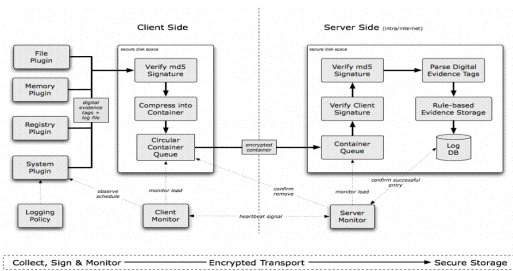 Client Side
Server Side (intra/internet)
secure disk space
secure disk space
File
Plugin
Memory
Plugin
Registry
Plugin
System
Plugin
Logging
Policy
digital
evidence
tags +
log file
Verify md5
Signature
Compress into
Container
Circular
Container
Queue
Client
Monitor
encrypted
container
Verify md5
Signature
Verify Client
Signature
Container
Queue
Parse Digital
Evidence Tags
Rule-based
Evidence Storage
Log
DB
Server
Monitor
observe
schedule
monitor load
confirm
remove
monitor load
confirm successful
entry
heartbeat signal
Collect, Sign & Monitor
Encrypted Transport
Secure Storage